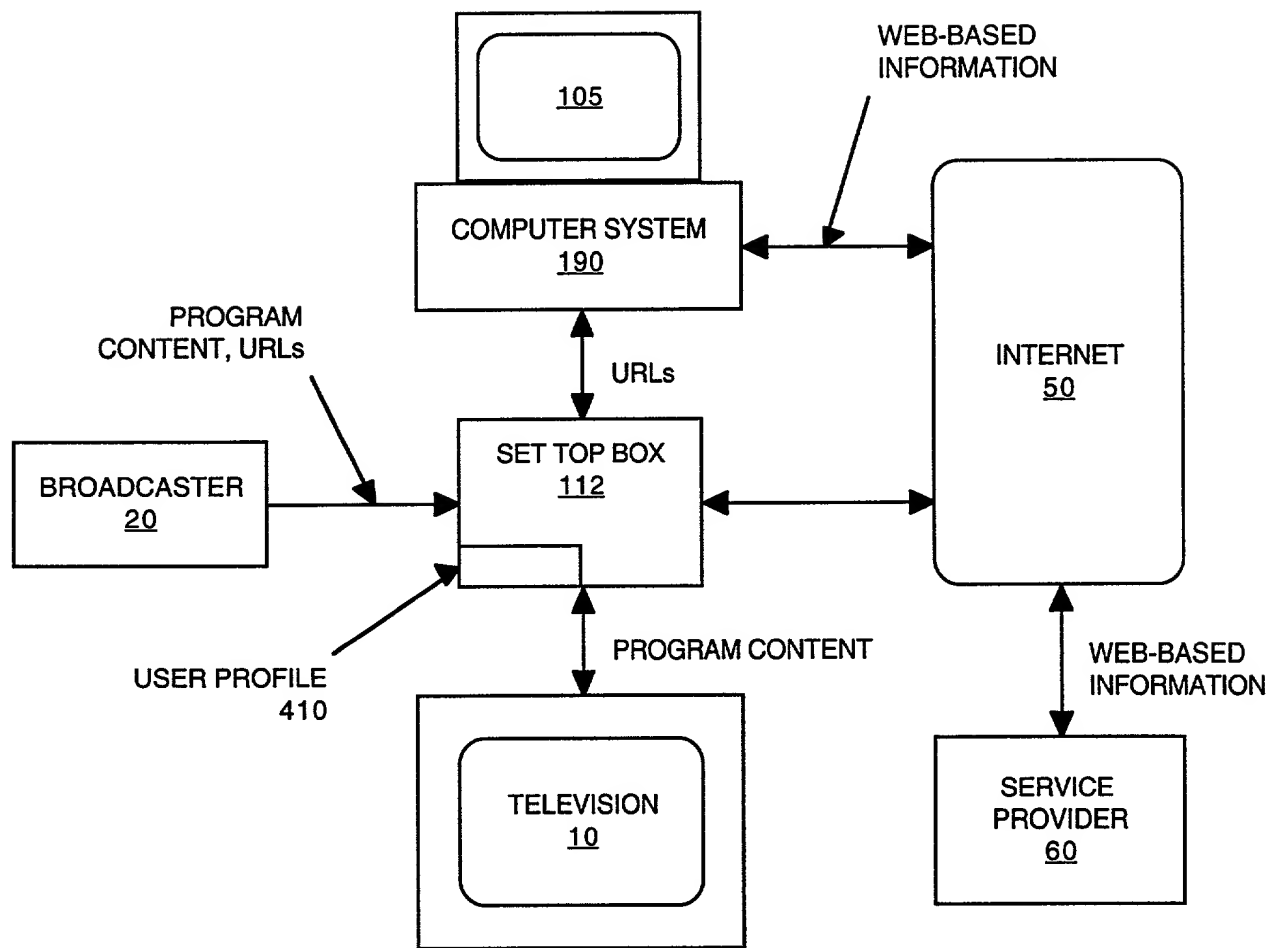 105
WEB-BASED
INFORMATION
COMPUTER SYSTEM
190
PROGRAM
CONTENT, URLs
URLs
INTERNET
50
BROADCASTER
20
SET TOP BOX
112
USER PROFILE
410
PROGRAM CONTENT
WEB-BASED
INFORMATION
TELEVISION
10
SERVICE
PROVIDER
60